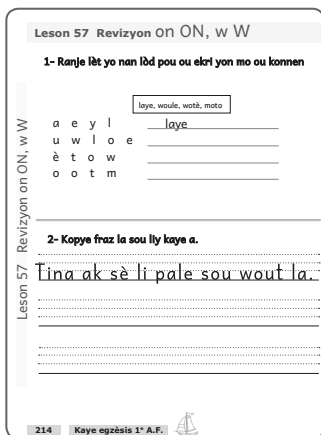 Leson 57 Revizyon on ON, w W
1- Ranje lèt yo nan lòd pou ou ekri yon mo ou konnen
laye, woule, wotè, moto
a e y l laye
u w l o e
è t o w
o o t m
2- Kopye fraz la sou liy kaye a.
Tina ak sè li pale sou wout la.
Leson 57 Revizyon on ON, w W
214 Kaye egzèsis 1ᵉ A.F.